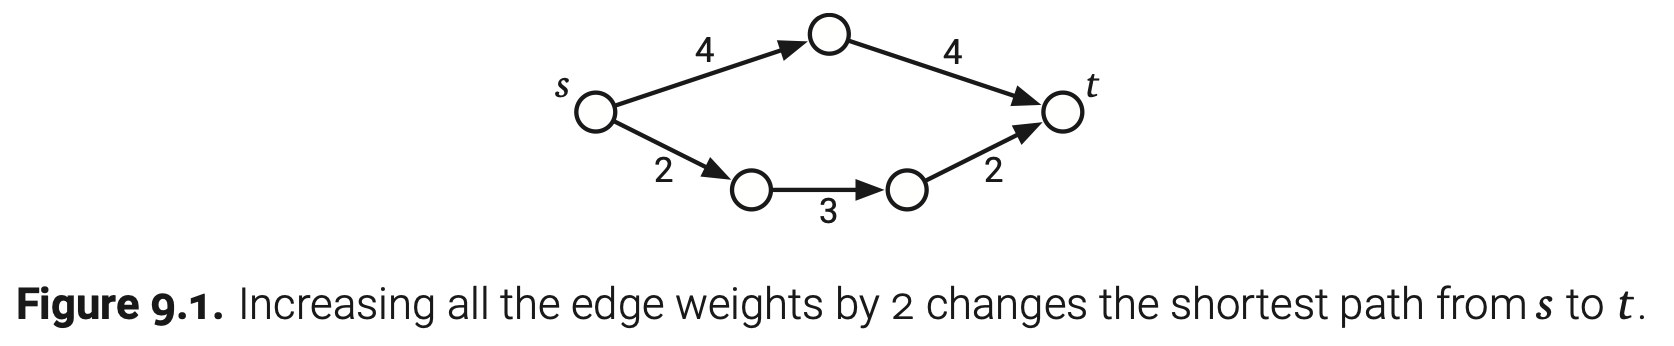 4
4
s
t
2
2
3
Figure 9.1. Increasing all the edge weights by 2 changes the shortest path from s to t.